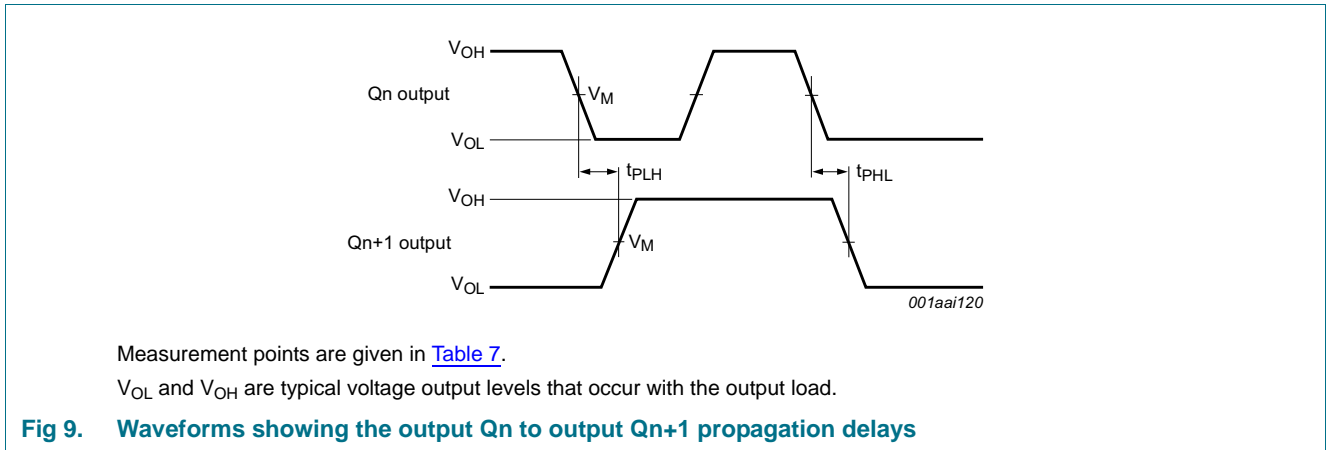 VOH
Qn output
VM
VOL
tPLH
tPHL
VOH
Qn+1 output
VM
VOL
001aai120
Measurement points are given in Table 7.
VOL and VOH are typical voltage output levels that occur with the output load.
Fig 9. Waveforms showing the output Qn to output Qn+1 propagation delays